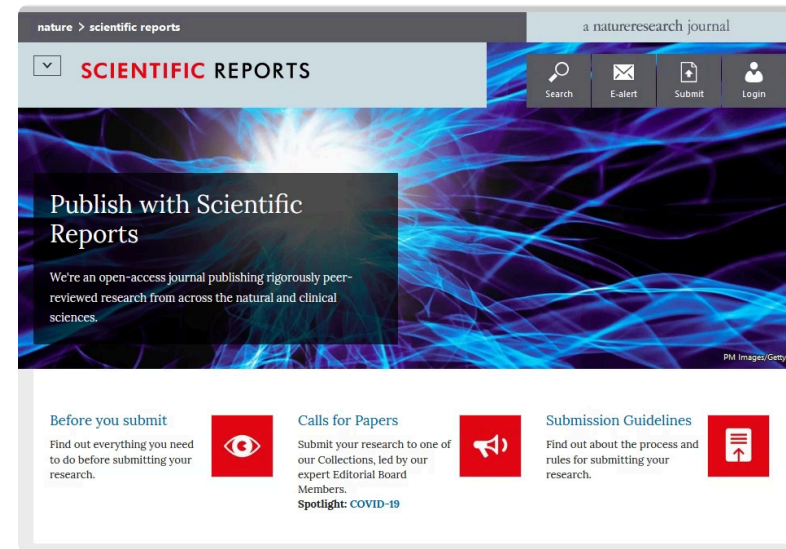 nature > scientific reports
a natureresearch journal
SCIENTIFIC REPORTS
Search
E-alert
Submit
Login
Publish with Scientific
Reports
We're an open-access journal publishing rigorously peer-
reviewed research from across the natural and clinical
sciences.
PM Images/Getty
Before you submit
Find out everything you need
to do before submitting your
research.
Calls for Papers
Submit your research to one of
our Collections, led by our
expert Editorial Board
Members.
Spotlight: COVID-19
Submission Guidelines
Find out about the process and
rules for submitting your
research.